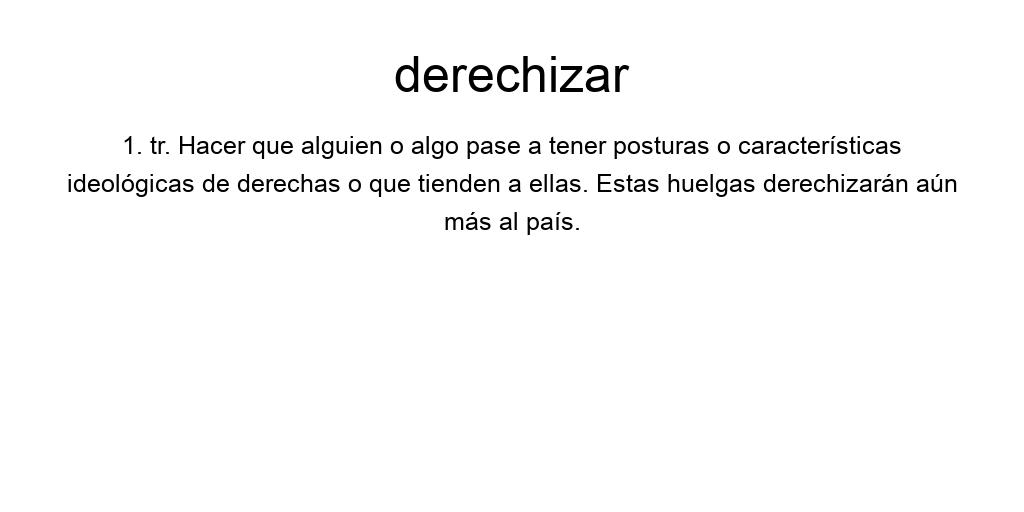 derechizar
1. tr. Hacer que alguien o algo pase a tener posturas o características
ideológicas de derechas o que tienden a ellas. Estas huelgas derechizarán aún
más al país.